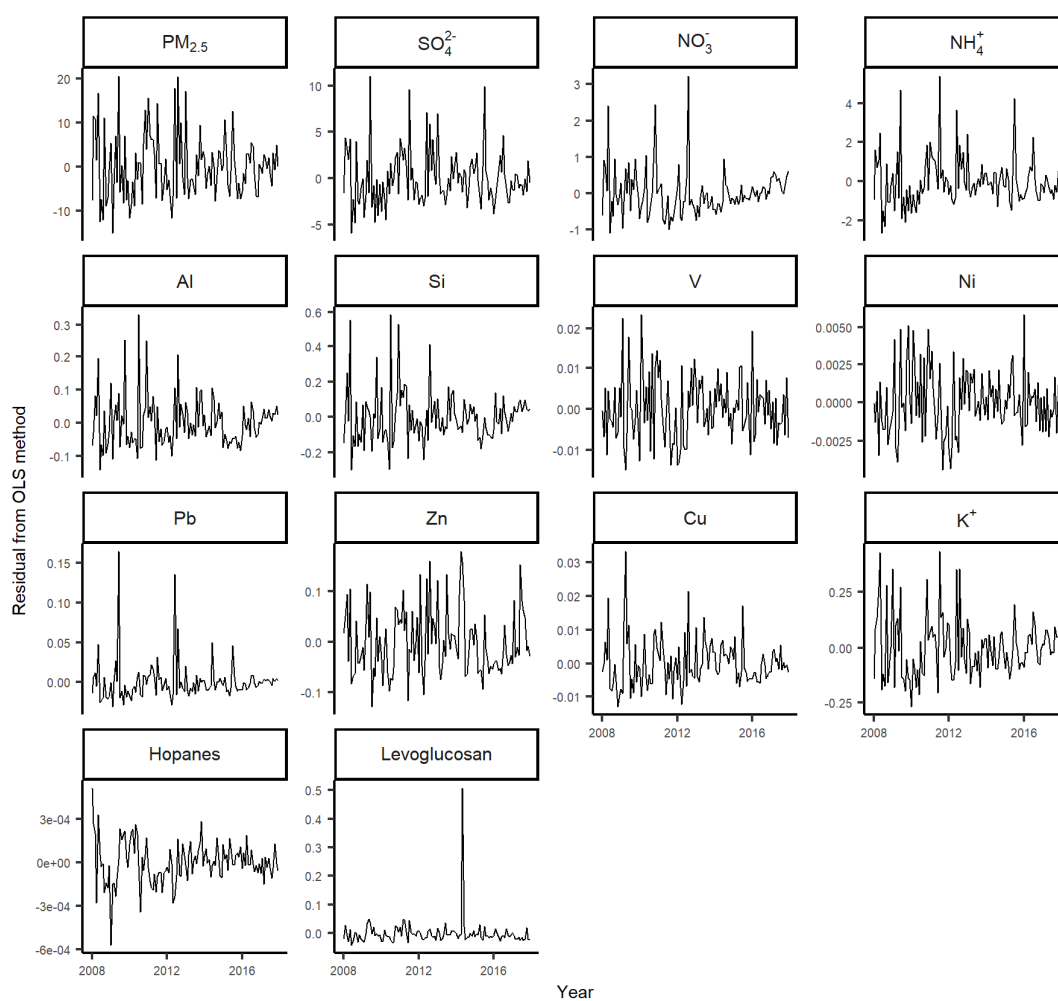 PM2.5
SO4 2-
NO3 -
NH4 +
20
10
0
-10
10
5
0
-5
3
2
1
0
-1
4
2
0
-2
Al
Si
V
Ni
0.3
0.2
0.1
0.0
-0.1
0.6
0.4
0.2
0.0
-0.2
0.02
0.01
0.00
-0.01
0.0050
0.0025
0.0000
-0.0025
Residual from OLS method
Pb
Zn
Cu
K+
0.15
0.10
0.05
0.00
0.1
0.0
-0.1
0.03
0.02
0.01
0.00
-0.01
0.25
0.00
-0.25
2008 2012 2016
2008 2012 2016
Hopanes
Levoglucosan
3e-04
0e+00
-3e-04
-6e-04
0.5
0.4
0.3
0.2
0.1
0.0
2008 2012 2016
2008 2012 2016
Year